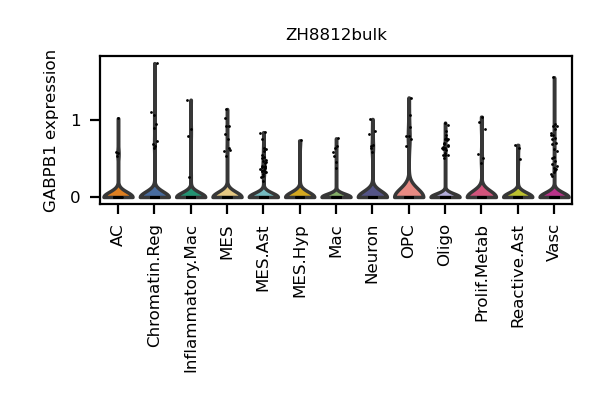 ZH8812bulk
GABPB1 expression
1
0
AC
Chromatin.Reg
Inflammatory.Mac
MES
MES.Ast
MES.Hyp
Mac
Neuron
OPC
Oligo
Prolif.Metab
Reactive.Ast
Vasc